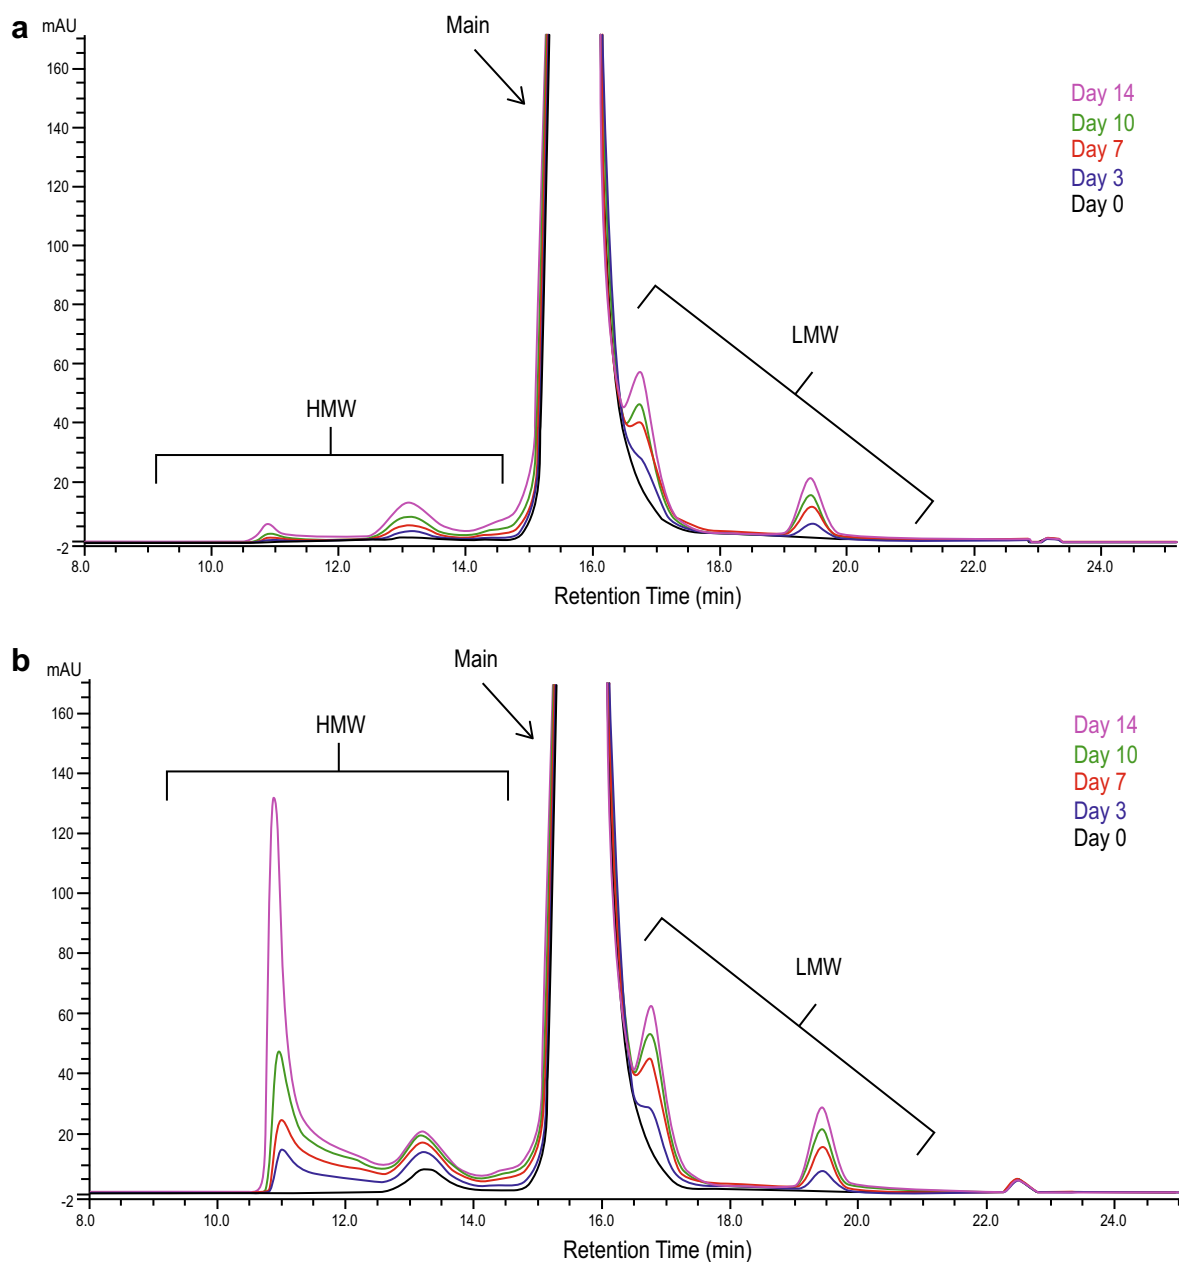 a
mAU
Main
160
140
120
100
80
60
40
20
-2
HMW
LMW
Day 14
Day 10
Day 7
Day 3
Day 0
8.0 10.0 12.0 14.0 16.0 18.0 20.0 22.0 24.0
Retention Time (min)
b
mAU
Main
160
140
120
100
80
60
40
20
-2
HMW
LMW
Day 14
Day 10
Day 7
Day 3
Day 0
8.0 10.0 12.0 14.0 16.0 18.0 20.0 22.0 24.0
Retention Time (min)